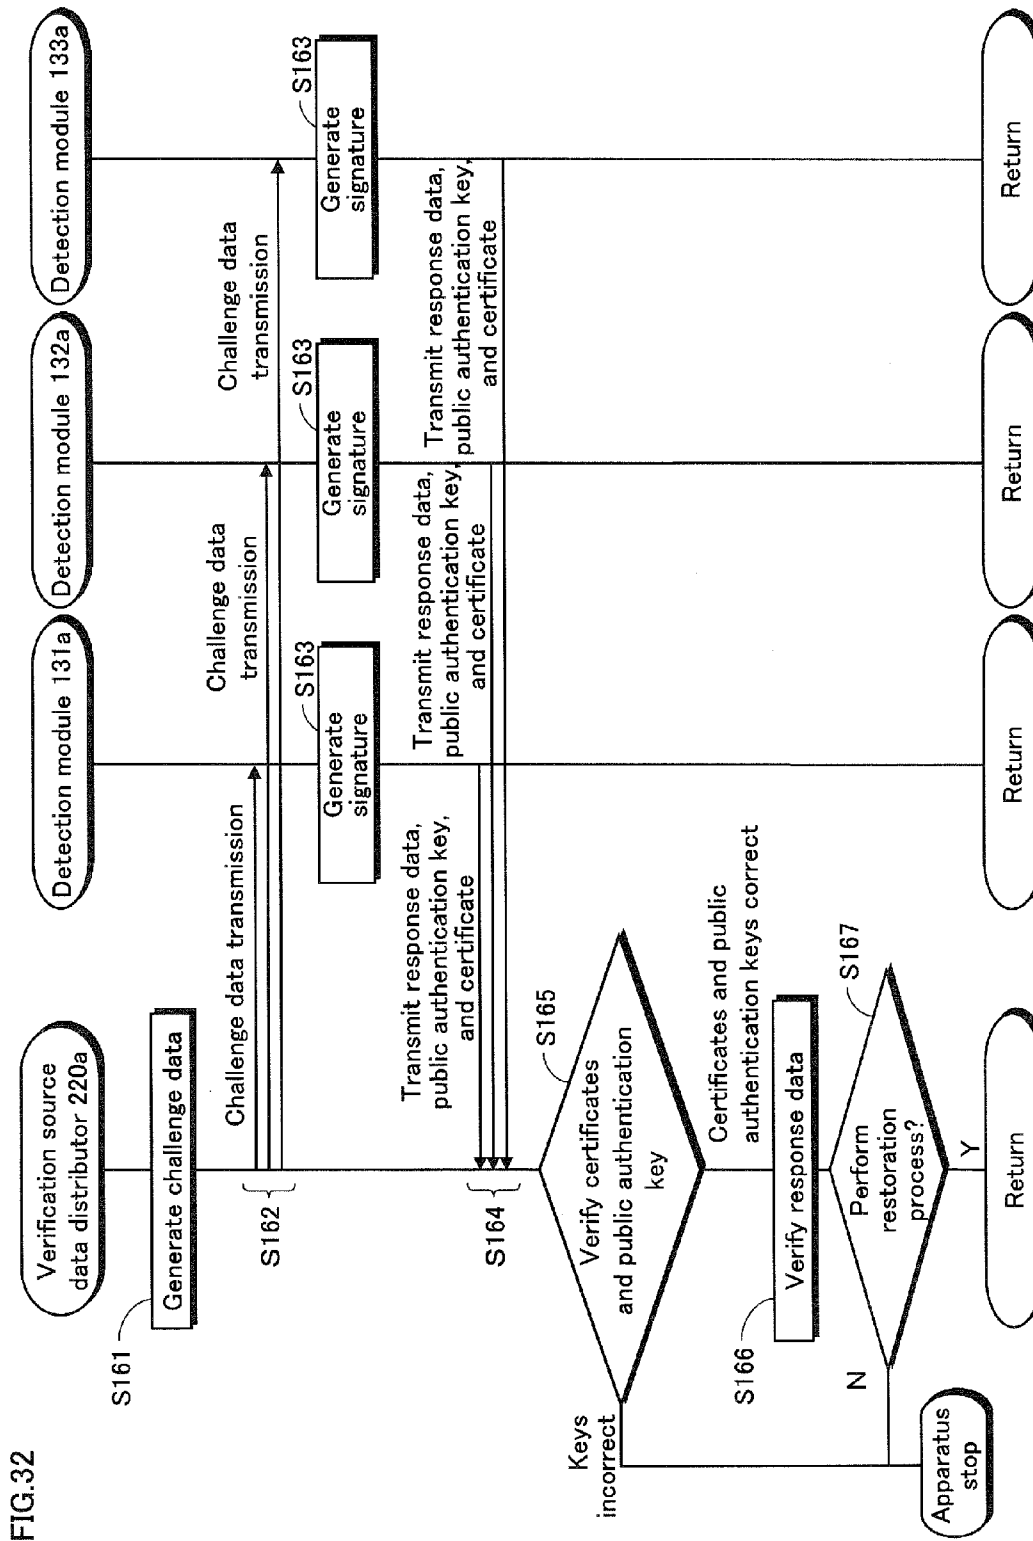 FIG.32
Verification source
data distributor 220a
Detection module 131a
Detection module 132a
Detection module 133a
S161
Generate challenge data
Challenge data transmission
Challenge data
transmission
Challenge data
transmission
S162
S163
Generate
signature
S163
Generate
signature
S163
Generate
signature
Transmit response data,
public authentication key,
and certificate
Transmit response data,
public authentication key,
and certificate
Transmit response data,
public authentication key,
and certificate
S164
S165
Verify certificates
and public authentication
key
Keys
incorrect
Certificates and public
authentication keys correct
S166
Verify response data
S167
Perform
restoration
process?
N
Y
Apparatus
stop
Return
Return
Return
Return